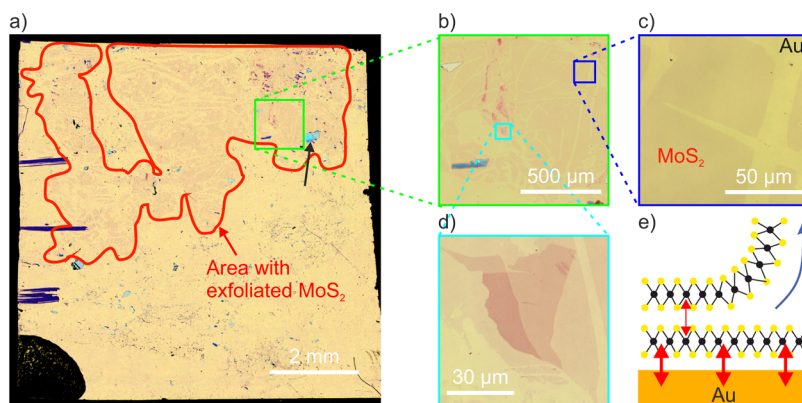 a)
Area with
exfoliated MoS₂
2 mm
b)
500 µm
c)
Au
MoS₂
50 µm
d)
30 µm
e)
Au